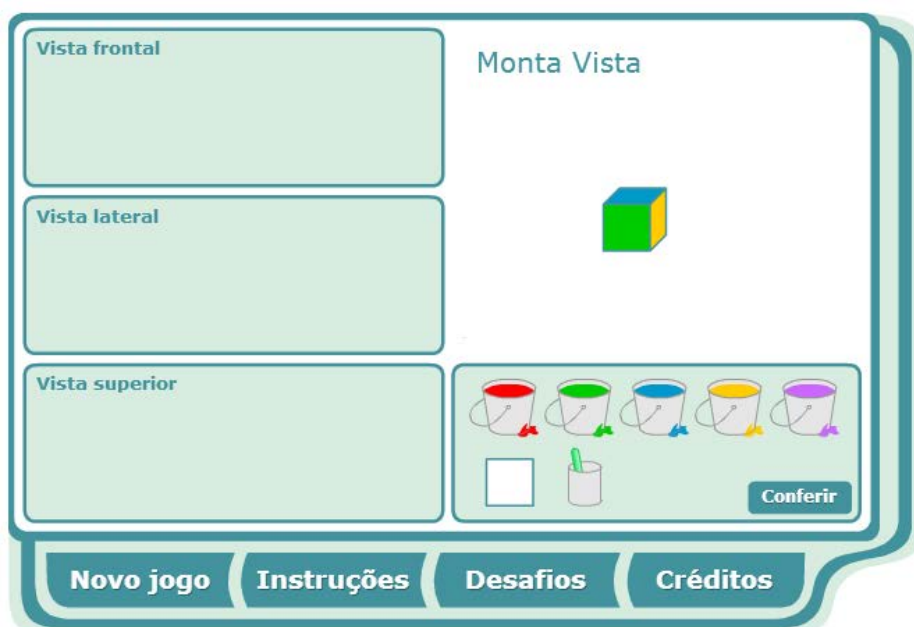 Vista frontal
Monta Vista
Vista lateral
Vista superior
Conferir
Novo jogo
Instruções
Desafios
Créditos